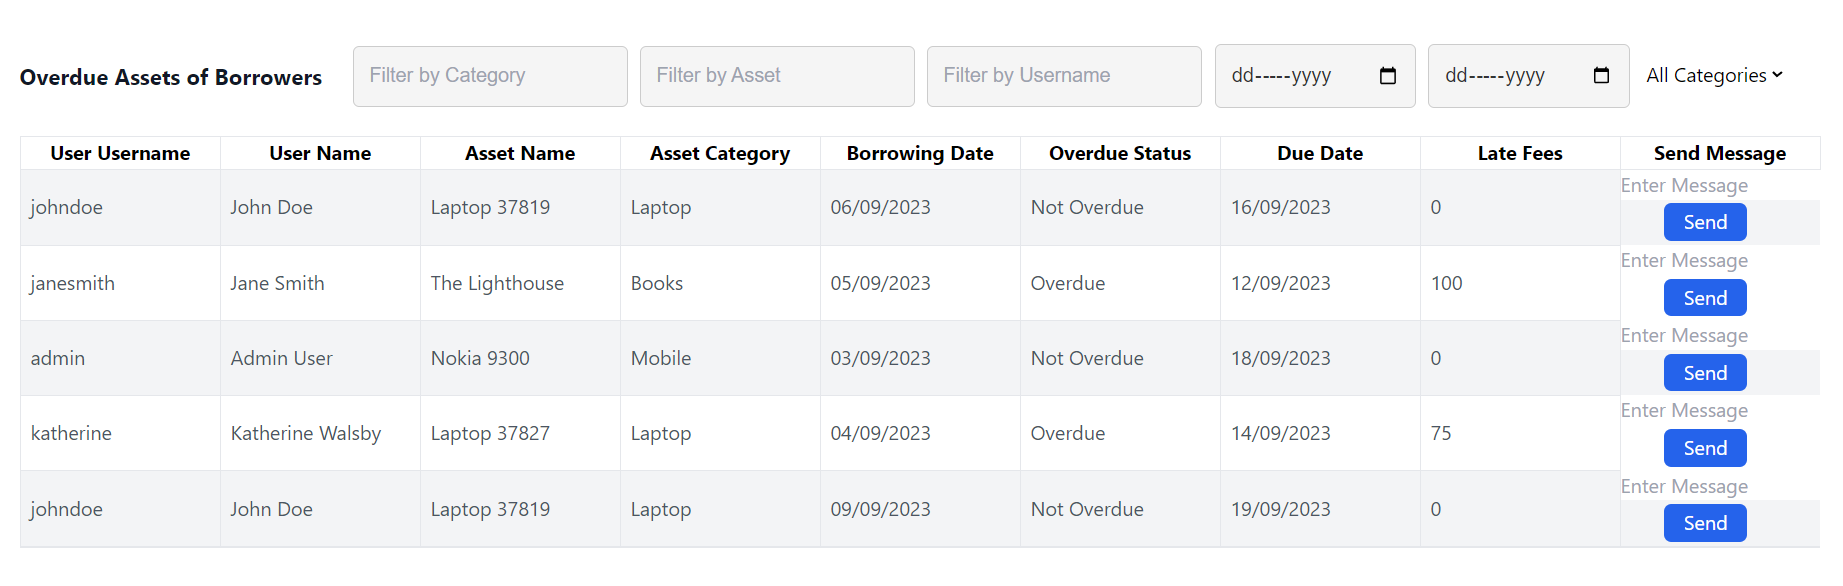 Overdue Assets of Borrowers Filter by Category Filter by Asset Filter by Username dd-----yyyy dd-----yyyy All Categories
User Username User Name Asset Name Asset Category Borrowing Date Overdue Status Due Date Late Fees Send Message
johndoe John Doe Laptop 37819 Laptop 06/09/2023 Not Overdue 16/09/2023 0 Enter Message
Send
janesmith Jane Smith The Lighthouse Books 05/09/2023 Overdue 12/09/2023 100 Enter Message
Send
admin Admin User Nokia 9300 Mobile 03/09/2023 Not Overdue 18/09/2023 0 Enter Message
Send
katherine Katherine Walsby Laptop 37827 Laptop 04/09/2023 Overdue 14/09/2023 75 Enter Message
Send
johndoe John Doe Laptop 37819 Laptop 09/09/2023 Not Overdue 19/09/2023 0 Enter Message
Send